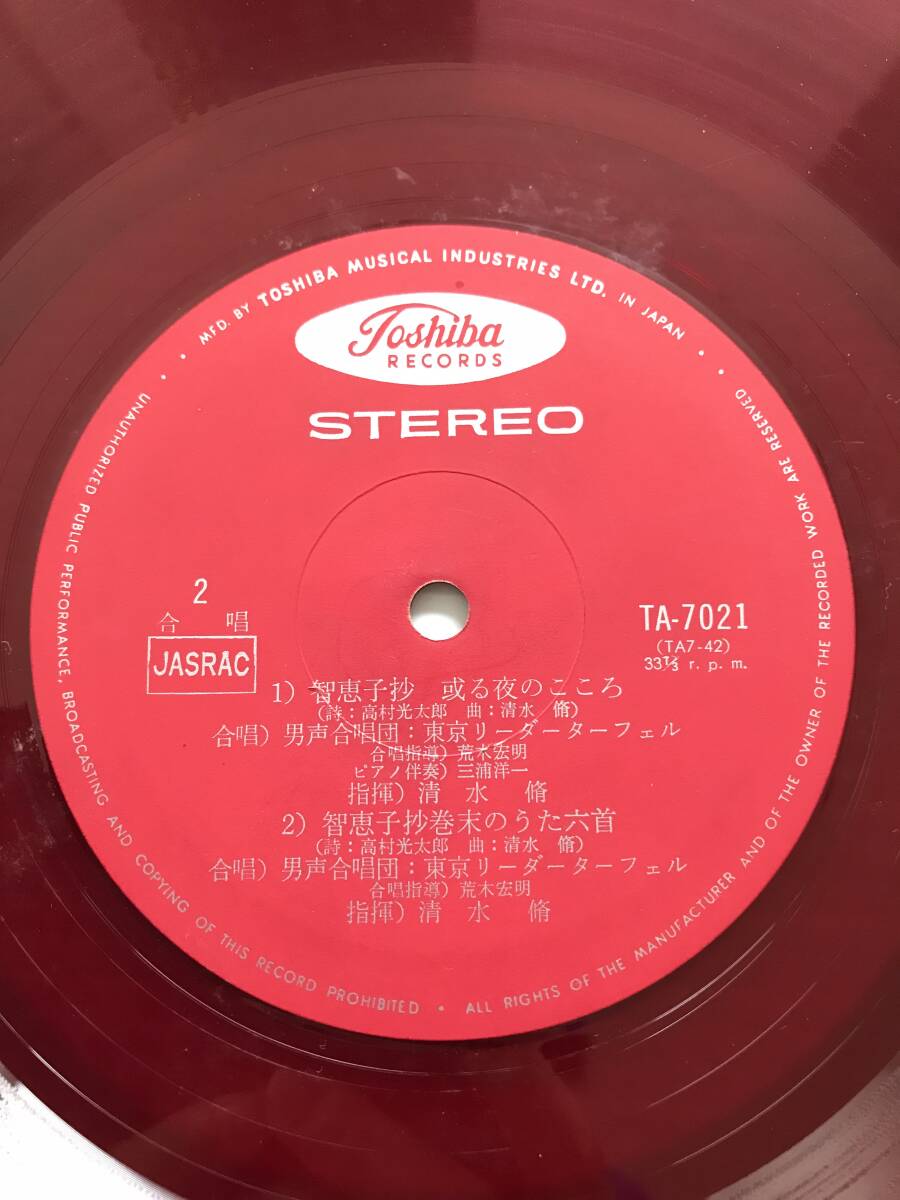 MFD. BY TOSHIBA MUSICAL INDUSTRIES LTD. IN JAPAN
Toshiba
RECORDS
STEREO
2
合 唱
JASRAC
TA-7021
(TA7-42)
33⅓ r. p. m.
1) 智恵子抄 或る夜のこころ
(詩：高村光太郎 曲：清水 脩)
合唱) 男声合唱団：東京リーダーターフェル
合唱指導) 荒木宏明
ピアノ伴奏) 三浦洋一
指揮) 清 水 脩
2) 智恵子抄巻末のうた六首
(詩：高村光太郎 曲：清水 脩)
合唱) 男声合唱団：東京リーダーターフェル
合唱指導) 荒木宏明
指揮) 清 水 脩
UNAUTHORIZED PUBLIC PERFORMANCE, BROADCASTING AND COPYING OF THIS RECORD PROHIBITED • ALL RIGHTS OF THE MANUFACTURER AND OF THE OWNER OF THE RECORDED WORK ARE RESERVED